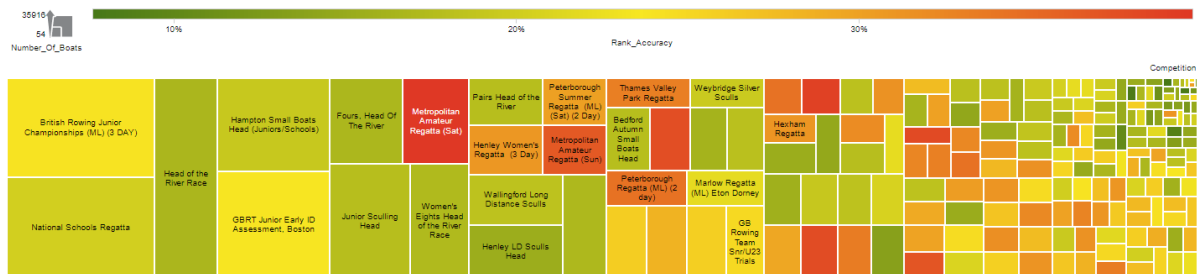 35916
54
Number_Of_Boats
10%
20%
30%
Rank_Accuracy
Competition
British Rowing Junior
Championships (ML) (3 DAY)
National Schools Regatta
Head of the
River Race
Hampton Small Boats
Head (Juniors/Schools)
GBRT Junior Early ID
Assessment, Boston
Fours, Head Of
The River
Metropolitan
Amateur
Regatta (Sat)
Junior Sculling
Head
Women's
Eights Head of
the River
Race
Pairs Head of the
River
Peterborough
Summer
Regatta (ML)
(Sat) (2 Day)
Henley Women's
Regatta (3 Day)
Metropolitan
Amateur
Regatta (Sun)
Wallingford Long
Distance Sculls
Henley LD Sculls
Head
Thames Valley
Park Regatta
Weybridge Silver
Sculls
Bedford
Autumn
Small
Boats
Head
Peterborough
Regatta (ML) (2
day)
Marlow Regatta
(ML) Eton Dorney
GB
Rowing
Team
Snr/U23
Trials
Hexham
Regatta